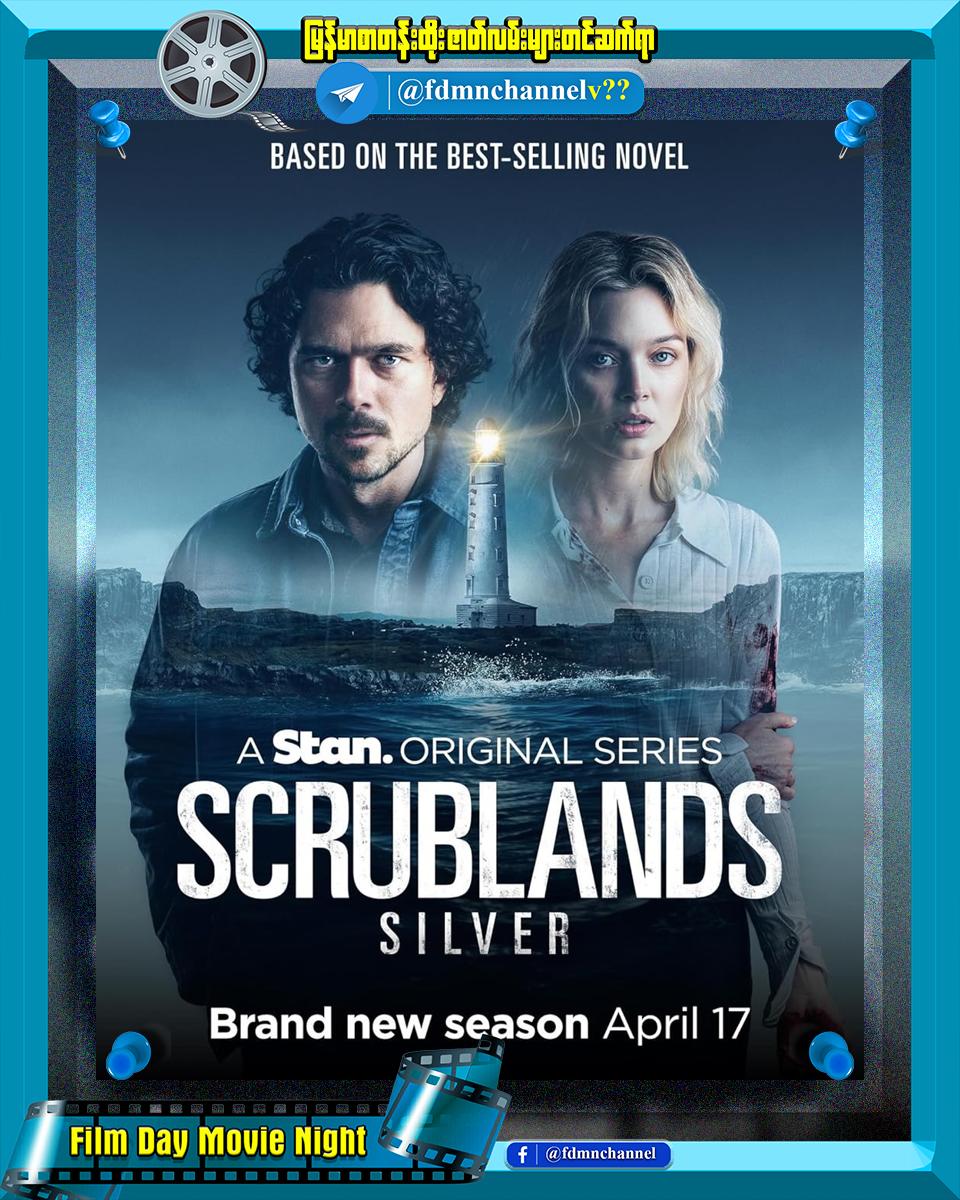 မြန်မာစာတန်းထိုး ဇာတ်လမ်းများတင်ဆက်ရာ
@fdmnchannelv??
BASED ON THE BEST-SELLING NOVEL
A Stan. ORIGINAL SERIES
SCRUBLANDS
SILVER
Brand new season April 17
Film Day Movie Night
f @fdmnchannel